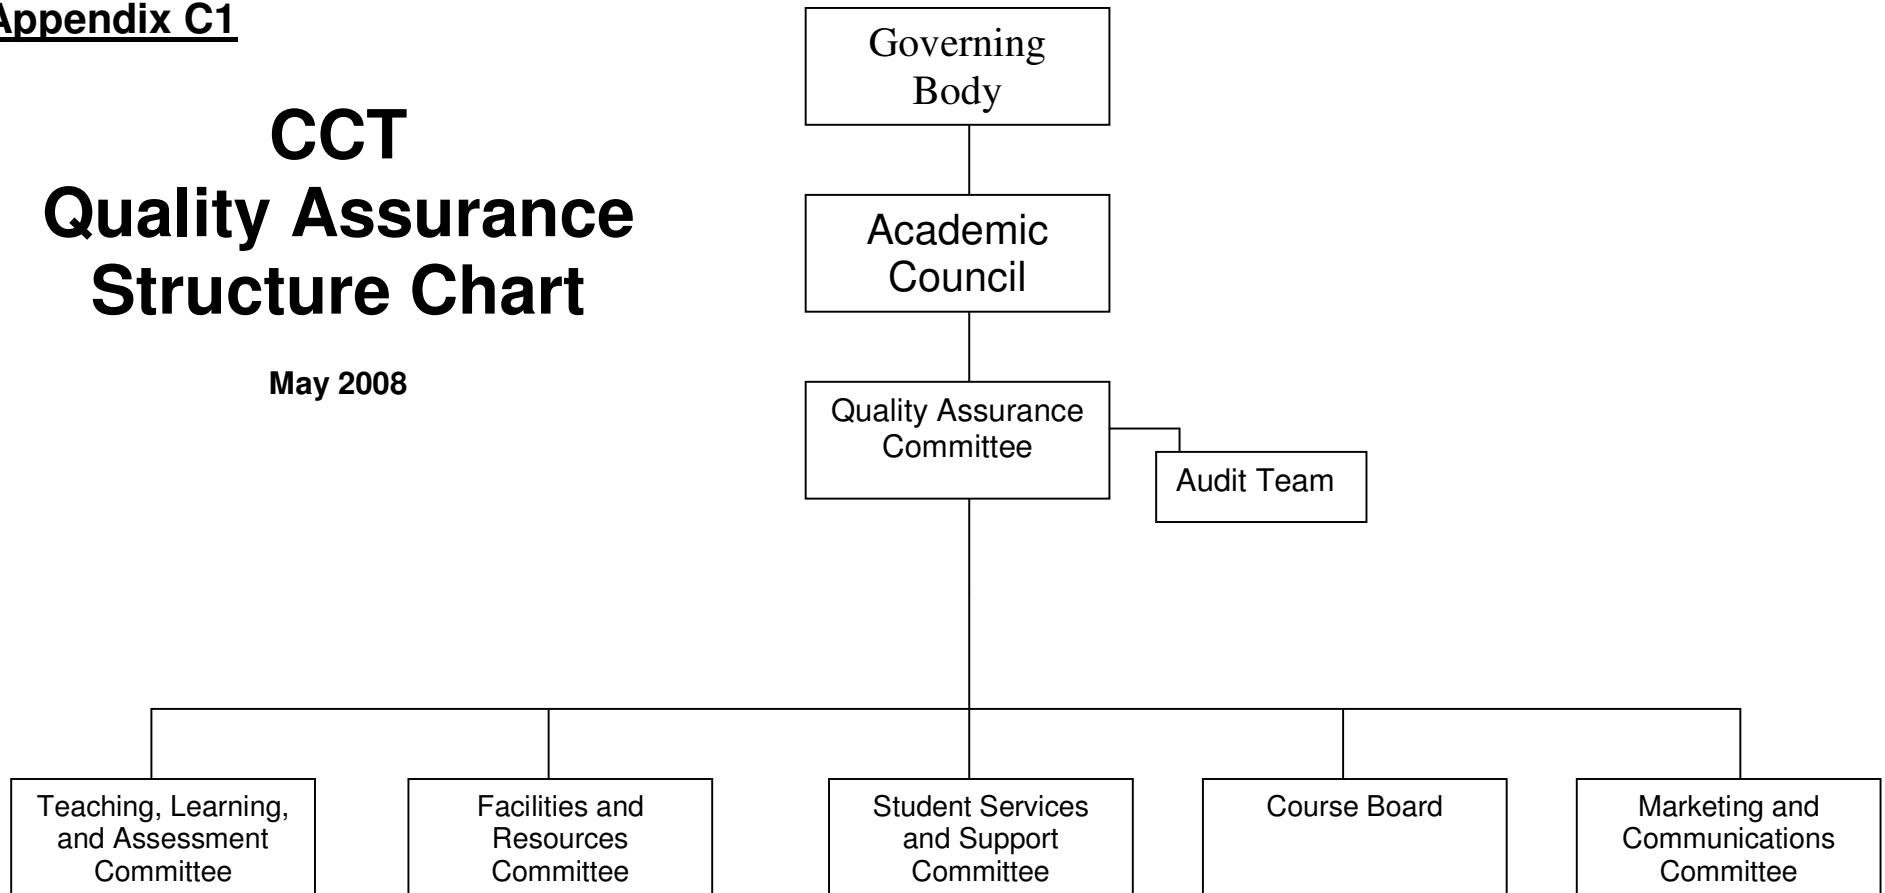 Appendix C1
CCT
Quality Assurance
Structure Chart
May 2008
Governing
Body
Academic
Council
Quality Assurance
Committee
Audit Team
Teaching, Learning,
and Assessment
Committee
Facilities and
Resources
Committee
Student Services
and Support
Committee
Course Board
Marketing and
Communications
Committee